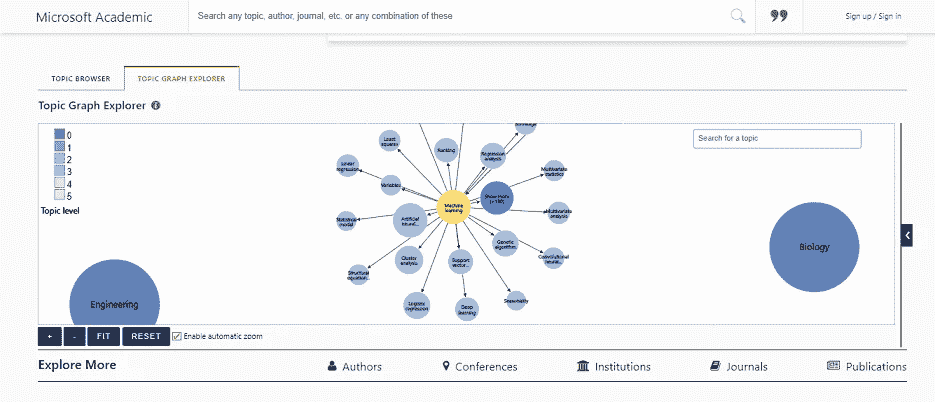 Microsoft Academic
Search any topic, author, journal, etc. or any combination of these
Sign up / Sign in
TOPIC BROWSER
TOPIC GRAPH EXPLORER
Topic Graph Explorer
0
1
2
3
4
5
Topic level
Search for a topic
Least
squares
Ranking
Regression
analysis
Linear
regression
Multivariate
statistics
Variables
Machine
learning
Show more
Statistical
model
Artificial
neural...
Multivariate
analysis
Genetic
algorithm...
Cluster
analysis
Support
vector...
Convolutional
neural...
Structural
equation...
Logistic
regression
Deep
learning
Seasonality
Engineering
Biology
+
-
FIT
RESET
Enable automatic zoom
Explore More
Authors
Conferences
Institutions
Journals
Publications